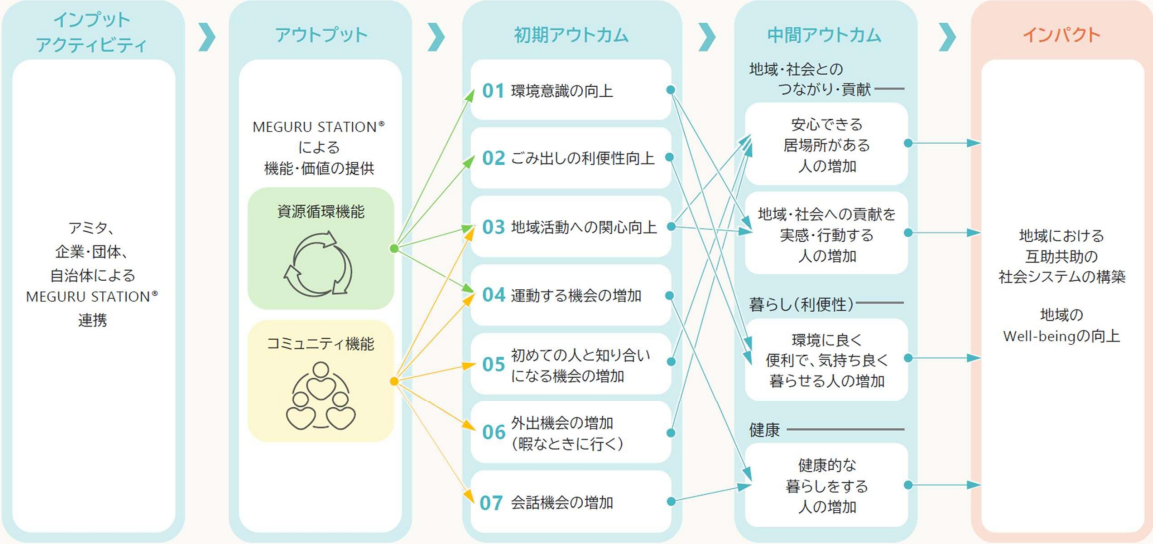 インプット
アクティビティ
アミタ、
企業・団体、
自治体による
MEGURU STATION®
連携
アウトプット
MEGURU STATION®
による
機能・価値の提供
資源循環機能
コミュニティ機能
初期アウトカム
01 環境意識の向上
02 ごみ出しの利便性向上
03 地域活動への関心向上
04 運動する機会の増加
05 初めての人と知り合い
になる機会の増加
06 外出機会の増加
（暇なときに行く）
07 会話機会の増加
中間アウトカム
地域・社会との
つながり・貢献
安心できる
居場所がある
人の増加
地域・社会への貢献を
実感・行動する
人の増加
暮らし（利便性）
環境に良く
便利で、気持ち良く
暮らせる人の増加
健康
健康的な
暮らしをする
人の増加
インパクト
地域における
互助共助の
社会システムの構築
地域の
Well-beingの向上